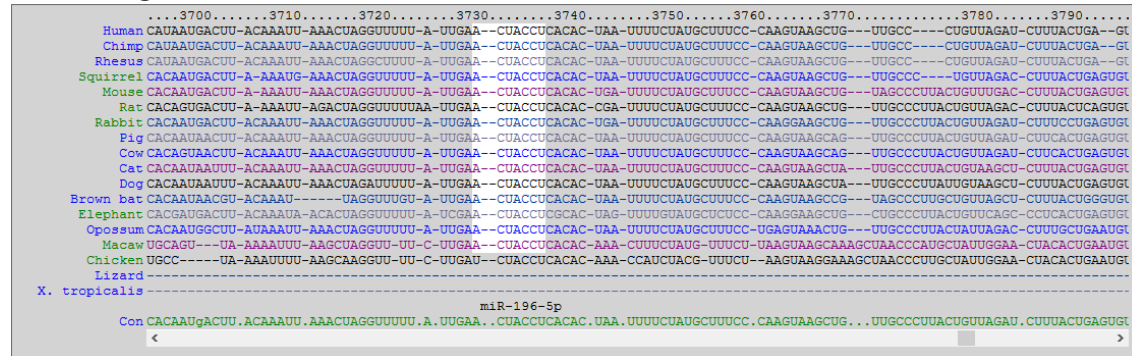 ....3700.......3710......3720........3730......3740........3750.....3760........3770...........3780.......3790......
Human CAUAAUGACUU-ACAAAUU-AAACUAGGUUUUU-A-UUGAA--CUACCUCACAC-UAA-UUUUCUAUGCUUUCC-CAAGUAAGCUG---UUGCC----CUGUUAGAU-CUUUACUGA--GU
Chimp CAUAAUGACUU-ACAAAUU-AAACUAGGUUUUU-A-UUGAA--CUACCUCACAC-UAA-UUUUCUAUGCUUUCC-CAAGUAAGCUG---UUGCC----CUGUUAGAU-CUUUACUGA--GU
Rhesus CAUAAUGACUU-ACAAAUU-AAACUAGGCUUUU-A-UUGAA--CUACCUCACAC-UAA-UUUUCUAUGCUUUCC-CAAGUAAGCUG---UUGCC----CUGUUAGAU-CUUUACUGA--GU
Squirrel CACAAUGACUU-A-AAAUG-AAACUAGGUUUUU-A-UUGAA--CUACCUCACAC-UAA-UUUUCUAUGCUUUCC-CAAGUAAGCUG---UUGCCC----UGUUAGAC-CUUUACUGAGUGU
Mouse CACAAUGACUU-A-AAAUU-AAACUAGGUUUUU-A-UUGAA--CUACCUCACAC-UGA-UUUUCUAUGCUUUCC-CAAGUAAGCUG---UAGCCCUUACUGUUUGAC-CUUUACUGAGUGU
Rat CACAGUGACUU-A-AAAUU-AGACUAGGUUUUUAA-UUGAA--CUACCUCACAC-CGA-UUUUCUAUGCUUUCC-CAAGUAAGCUG---UUGCCCUUACUGUUAGAC-CUUUACUCAGUGU
Rabbit CACAAUGACUU-ACAAAUU-AAACUAGGUUUUU-A-UUGAA--CUACCUCACAC-UGA-UUUUCUAUGCUUUCC-CAAGGAAGCUG---UUGCCCUUACUGUUAGAU-CUUUCCUGAGUGU
Pig CACAAUAACUU-ACAAAUU-AAACUAGGUUUUU-A-UUGAA--CUACCUCACAC-UAA-UUUUCUAUGCUUUCC-CAAGUAAGCAG---UUGCCCUUACUGUUAGAU-CUUCACUGAGUGU
Cow CACAGUAACUU-ACAAAUU-AAACUAGGUUUUU-A-UUGAA--CUACCUCACAC-UAA-UUUUCUAUGCUUUCC-CAAGUAAGCAG---UUGCCCUUACUGUUAGAU-CUUCACUGAGUGU
Cat CACAAUAAUUU-ACAAAUU-AAACUAGGUUUUU-A-UUGAA--CUACCUCACAC-UAA-UUUUCUAUGCUUUCC-CAAGUAAGCUA---UUGCCCUUACUGUAAGCU-CUUUACUGAGUGU
Dog CACAAUAAUUU-ACAAAUU-AAACUAGAUUUUU-A-UUGAA--CUACCUCACAC-UAA-UUUUCUAUGCUUUCC-CAAGUAAGCUA---UUGCCCUUAUUGUAAGCU-CUUUACUGAGUGU
Brown bat CACAAUAACGU-ACAAAU------UAGGUUUGU-A-UUGAA--CUACCUCACAC-UAA-UUUUCUAUGCUUUCC-CAAGUAAGCCG---UAGCCCUUGCUGUUAGCU-CUUUACUGGGUGU
Elephant CACGAUGACUU-ACAAAUA-ACACUAGGUUUUU-A-UCGAA--CUACCUCGCAC-UAG-UUUUGUAUGCUCUCC-CAAGGAAGCUG---CUGCCCUUACUGUUCAGC-CCUCACUGAGUGU
Opossum CACAAUGGCUU-AUAAAUU-AAACUAGGUUUUU-A-UUGAA--CUACCUCACAC-UAA-UUUUCUAUGCUUUCC-UGAGUAAACUG---UUGCCCUUACUAUUAGAC-CUUUGCUGAAUGU
Macaw UGCAGU---UA-AAAAUUU-AAGCUAGGUU-UU-C-UUGAA--CUACCUCACAC-AAA-CUUUCUAUG-UUUCU-UAAGUAAGCAAAGCUAACCCAUGCUAUUGGAA-CUACACUGAAUGU
Chicken UGCC-----UA-AAAUUUU-AAGCAAGGUU-UU-C-UUGAU--CUACCUCACAC-AAA-CCAUCUACG-UUUCU--AAGUAAGGAAAGCUAACCCUUGCUAUUGGAA-CUACACUGAAUGU
Lizard ------------------------------------------------------------------------------------------------------------------------
X. tropicalis ------------------------------------------------------------------------------------------------------------------------
miR-196-5p
Con CACAAUgACUU.ACAAAUU.AAACUAGGUUUUU.A.UUGAA..CUACCUCACAC.UAA.UUUUCUAUGCUUUCC.CAAGUAAGCUG...UUGCCCUUACUGUUAGAU.CUUUACUGAGUGU